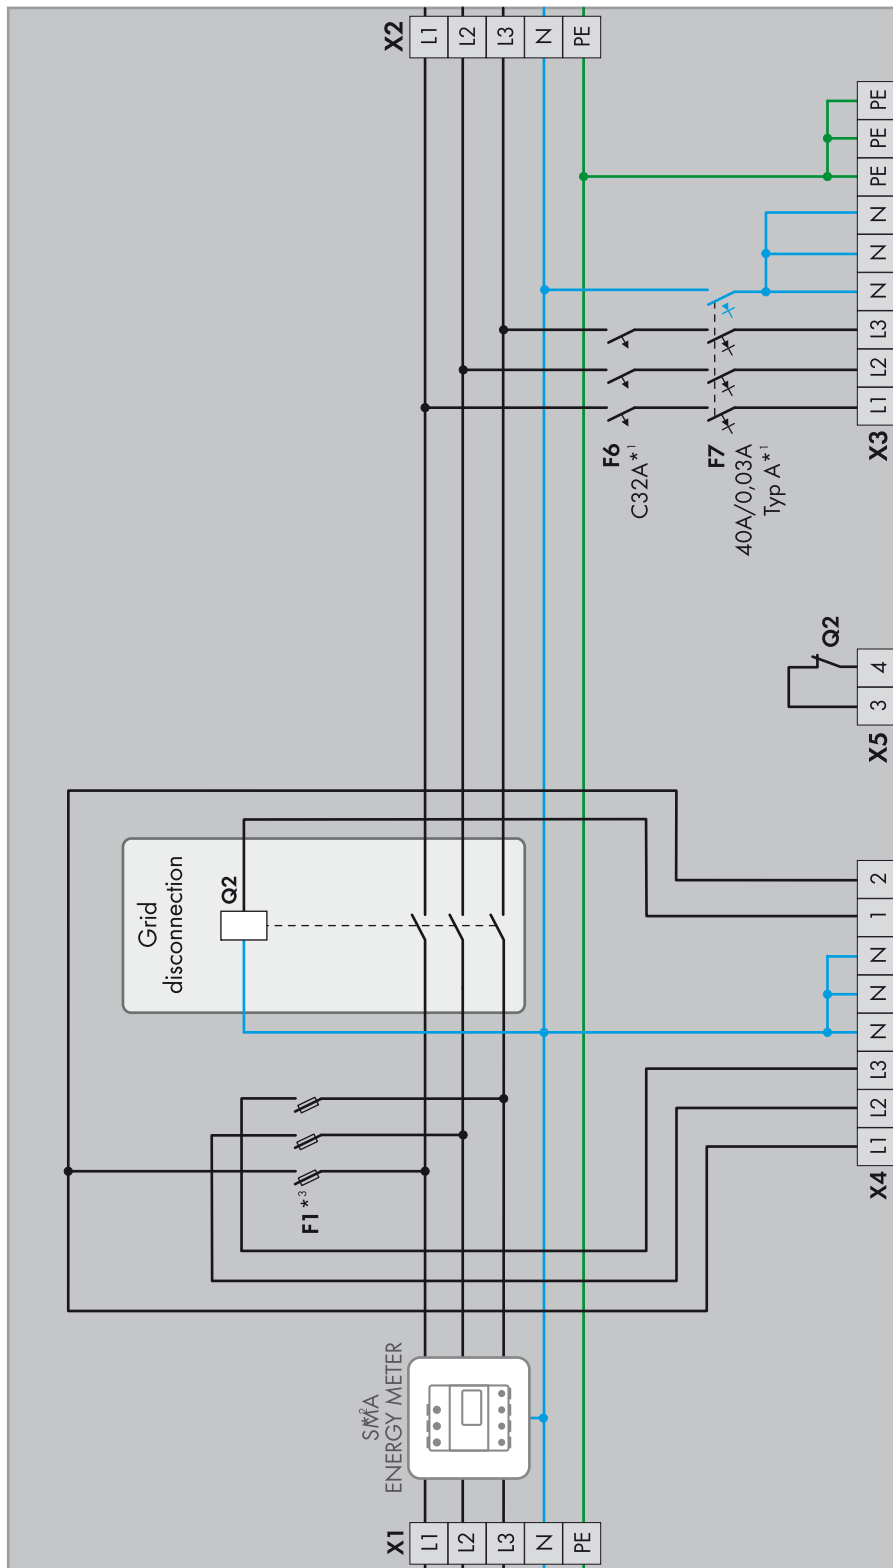 X2
L1
L2
L3
N
PE
PE
PE
PE
N
N
N
L3
L2
L1
X3
F6
C32A*1
F7
40A/0,03A
Typ A*1
Q2
4
3
X5
Grid
disconnection
Q2
2
1
N
N
N
L3
L2
L1
X4
F1*3
SMA*2
ENERGY METER
X1
L1
L2
L3
N
PE